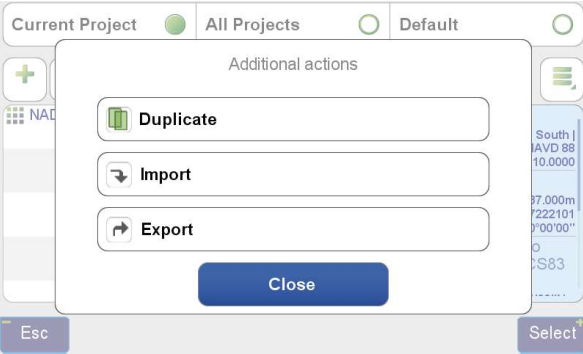 Current Project All Projects Default
Additional actions
NAD
Duplicate
South |
AVD 88
10.0000
Import
37.000m
7222101
0°00'00"
Export
CS83
Close
Esc Select